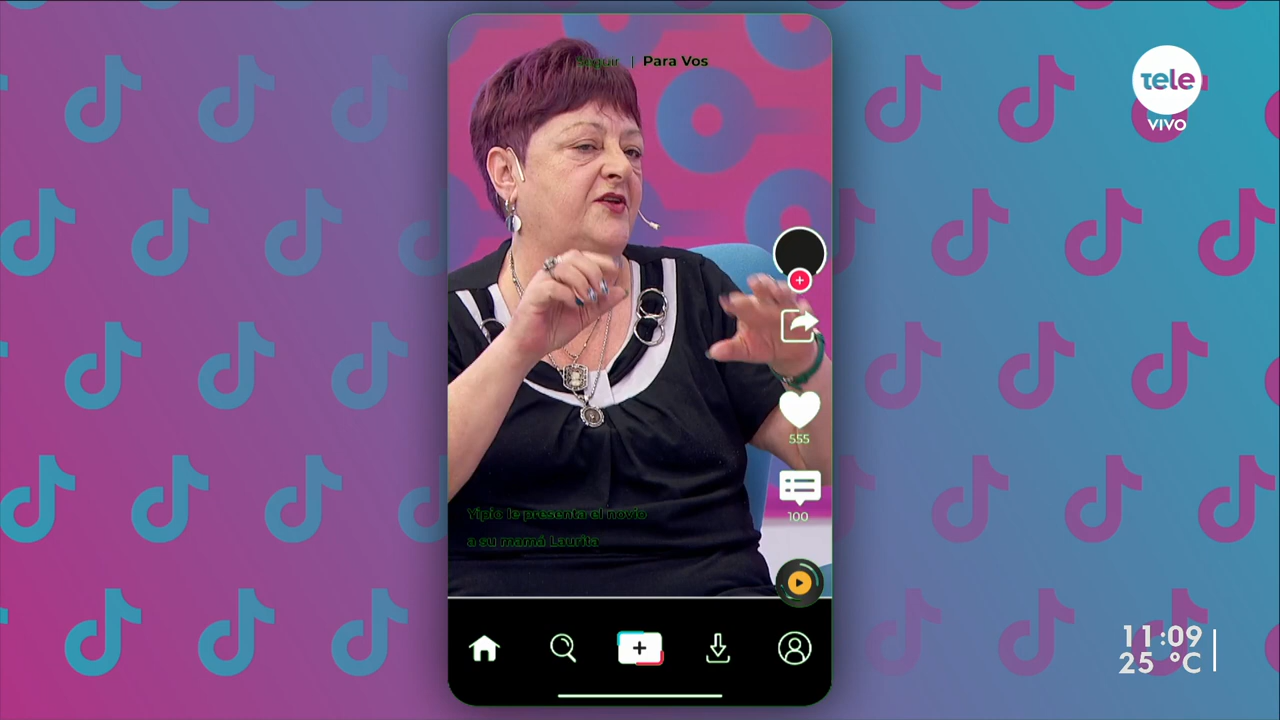 Seguir | Para Vos
tele
VIVO
555
Yipio le presenta el novio
100
a su mamá Laurita
11:09
25 °C